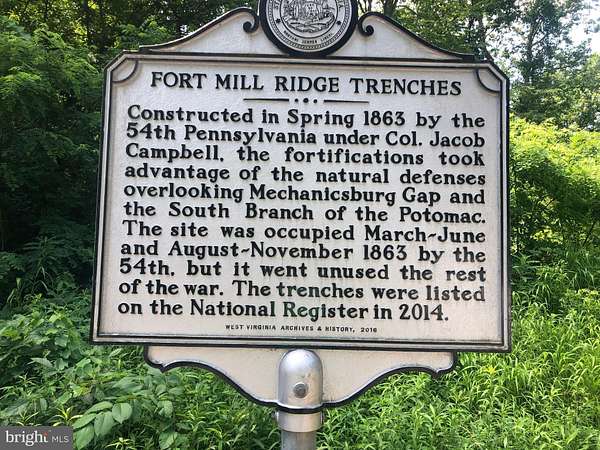 FORT MILL RIDGE TRENCHES
Constructed in Spring 1863 by the
54th Pennsylvania under Col. Jacob
Campbell, the fortifications took
advantage of the natural defenses
overlooking Mechanicsburg Gap and
the South Branch of the Potomac.
The site was occupied March-June
and August-November 1863 by the
54th, but it went unused the rest
of the war. The trenches were listed
on the National Register in 2014.
WEST VIRGINIA ARCHIVES & HISTORY, 2016
bright MLS